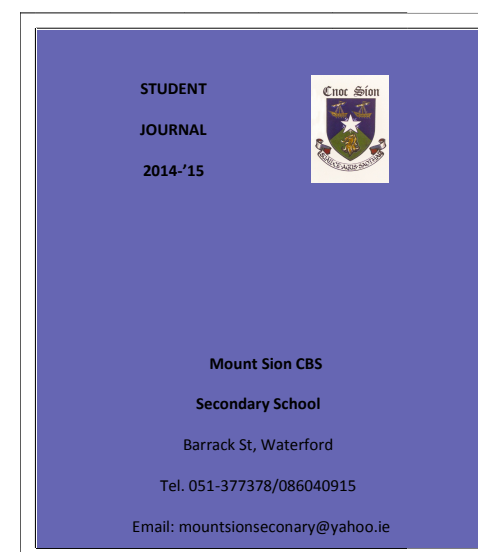 STUDENT
JOURNAL
2014-’15
Cnoc Síon
Mount Sion CBS
Secondary School
Barrack St, Waterford
Tel. 051-377378/086040915
Email: mountsionseconary@yahoo.ie